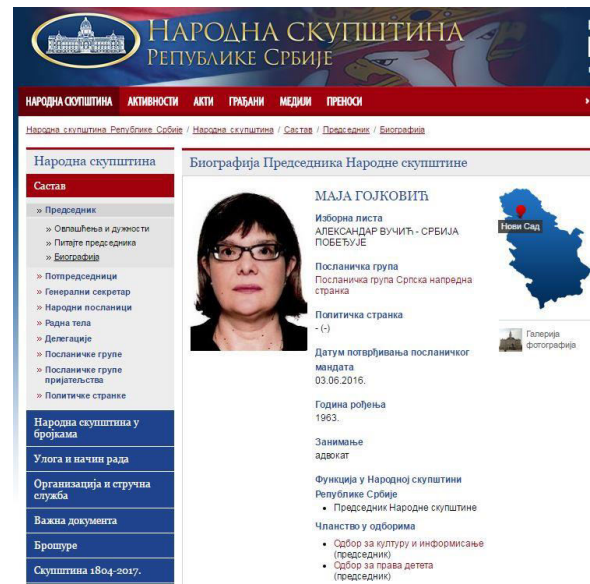 НАРОДНА СКУПШТИНА
РЕПУБЛИКЕ СРБИЈЕ
НАРОДНА СКУПШТИНА АКТИВНОСТИ АКТИ ГРАЂАНИ МЕДИЈИ ПРЕНОСИ
Народна скупштина Републике Србије / Народна скупштина / Састав / Председник / Биографија
Народна скупштина
Састав
» Председник
» Овлашћења и дужности
» Питајте председника
» Биографија
» Потпредседници
» Генерални секретар
» Народни посланици
» Радна тела
» Делегације
» Посланичке групе
» Посланичке групе
пријатељства
» Политичке странке
Народна скупштина у
бројкама
Улога и начин рада
Организација и стручна
служба
Важна документа
Брошуре
Скупштина 1804-2017.
Биографија Председника Народне скупштине
МАЈА ГОЈКОВИЋ
Изборна листа
АЛЕКСАНДАР ВУЧИЋ - СРБИЈА
ПОБЕЂУЈЕ
Посланичка група
Посланичка група Српска напредна
странка
Политичка странка
- (-)
Датум потврђивања посланичког
мандата
03.06.2016.
Година рођења
1963.
Занимање
адвокат
Функција у Народној скупштини
Републике Србије
• Председник Народне скупштине
Чланство у одборима
• Одбор за културу и информисање
(председник)
• Одбор за права детета
(председник)
Нови Сад
Галерија
фотографија